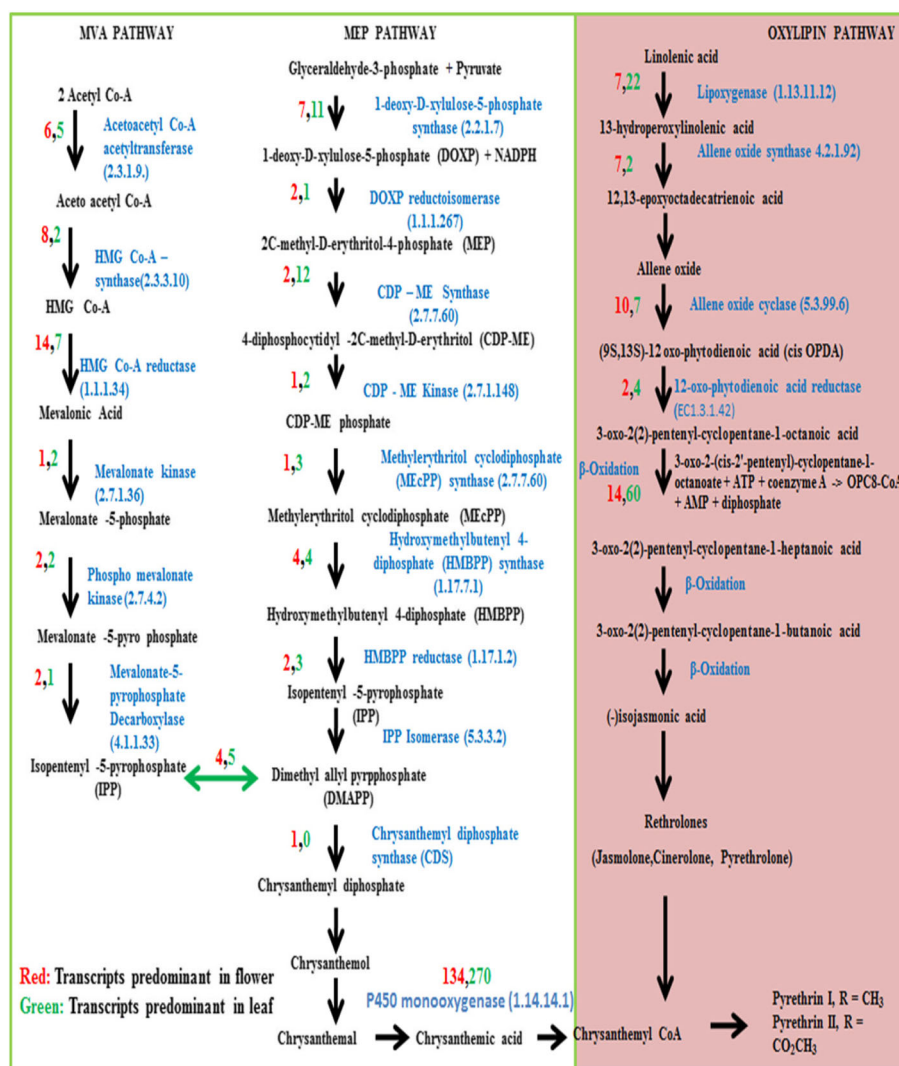 MVA PATHWAY
2 Acetyl Co-A
6,5
Acetoacetyl Co-A
acetyltransferase
(2.3.1.9.)
Aceto acetyl Co-A
8,2
HMG Co-A –
synthase(2.3.3.10)
HMG Co-A
14,7
HMG Co-A reductase
(1.1.1.34)
Mevalonic Acid
1,2
Mevalonate kinase
(2.7.1.36)
Mevalonate -5-phosphate
2,2
Phospho mevalonate
kinase (2.7.4.2)
Mevalonate -5-pyro phosphate
2,1
Mevalonate-5-
pyrophosphate
Decarboxylase
(4.1.1.33)
Isopentenyl -5-pyrophosphate
(IPP)
4,5
MEP PATHWAY
Glyceraldehyde-3-phosphate + Pyruvate
7,11
1-deoxy-D-xylulose-5-phosphate
synthase (2.2.1.7)
1-deoxy-D-xylulose-5-phosphate (DOXP) + NADPH
2,1
DOXP reductoisomerase
(1.1.1.267)
2C-methyl-D-erythritol-4-phosphate (MEP)
2,12
CDP – ME Synthase
(2.7.7.60)
4-diphosphocytidyl -2C-methyl-D-erythritol (CDP-ME)
1,2
CDP - ME Kinase (2.7.1.148)
CDP-ME phosphate
1,3
Methylerythritol cyclodiphosphate
(MEcPP) synthase (2.7.7.60)
Methylerythritol cyclodiphosphate (MEcPP)
4,4
Hydroxymethylbutenyl 4-
diphosphate (HMBPP) synthase
(1.17.7.1)
Hydroxymethylbutenyl 4-diphosphate (HMBPP)
2,3
HMBPP reductase (1.17.1.2)
Isopentenyl -5-pyrophosphate
(IPP)
IPP Isomerase (5.3.3.2)
Dimethyl allyl pyrpphosphate
(DMAPP)
1,0
Chrysanthemyl diphosphate
synthase (CDS)
Chrysanthemyl diphosphate
Chrysanthemol
134,270
P450 monooxygenase (1.14.14.1)
Chrysanthemal
Chrysanthemic acid
Chrysanthemyl CoA
Red: Transcripts predominant in flower
Green: Transcripts predominant in leaf
OXYLIPIN PATHWAY
Linolenic acid
7,22
Lipoxygenase (1.13.11.12)
13-hydroperoxylinolenic acid
7,2
Allene oxide synthase 4.2.1.92)
12,13-epoxyoctadecatrienoic acid
Allene oxide
10,7
Allene oxide cyclase (5.3.99.6)
(9S,13S)-12 oxo-phytodienoic acid (cis OPDA)
2,4
12-oxo-phytodienoic acid reductase
(EC1.3.1.42)
3-oxo-2(2)-pentenyl-cyclopentane-1-octanoic acid
β-Oxidation
14,60
3-oxo-2-(cis-2'-pentenyl)-cyclopentane-1-
octanoate + ATP + coenzyme A -> OPC8-CoA
+ AMP + diphosphate
3-oxo-2(2)-pentenyl-cyclopentane-1-heptanoic acid
β-Oxidation
3-oxo-2(2)-pentenyl-cyclopentane-1-butanoic acid
β-Oxidation
(-)isojasmonic acid
Rethrolones
(Jasmolone,Cinerolone, Pyrethrolone)
Pyrethrin I, R = CH3
Pyrethrin II, R =
CO2CH3